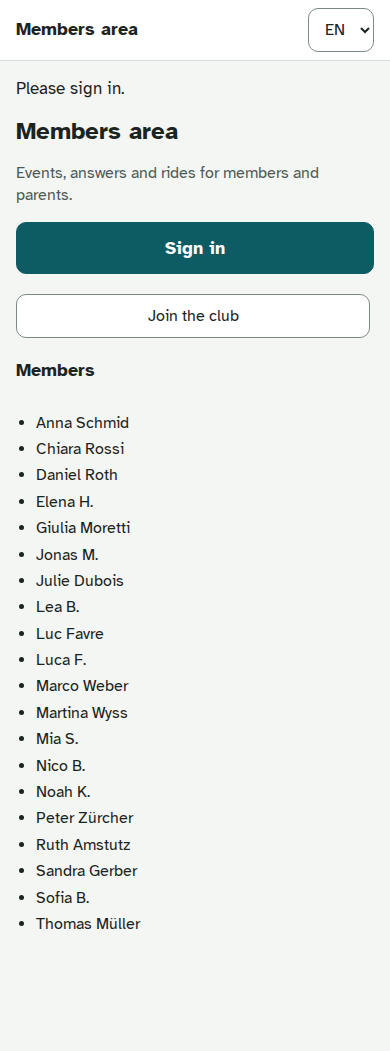 Members area
EN
Please sign in.
Members area
Events, answers and rides for members and
parents.
Sign in
Join the club
Members
Anna Schmid
Chiara Rossi
Daniel Roth
Elena H.
Giulia Moretti
Jonas M.
Julie Dubois
Lea B.
Luc Favre
Luca F.
Marco Weber
Martina Wyss
Mia S.
Nico B.
Noah K.
Peter Zürcher
Ruth Amstutz
Sandra Gerber
Sofia B.
Thomas Müller